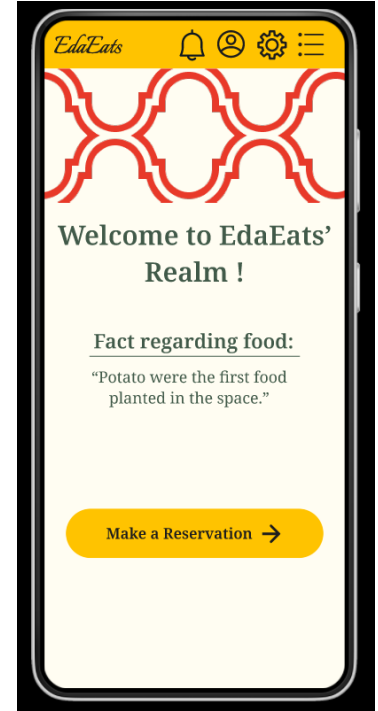 EdaEats
Welcome to EdaEats’
Realm !
Fact regarding food:
“Potato were the first food
planted in the space.”
Make a Reservation